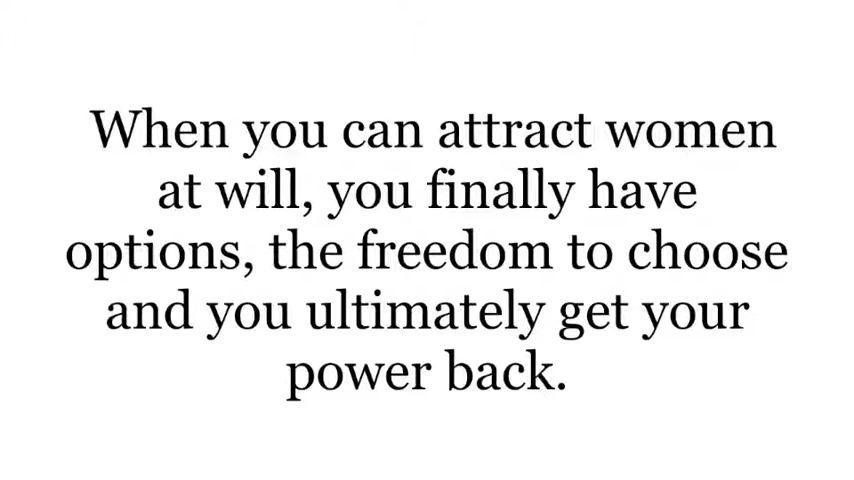 When you can attract women
at will, you finally have
options, the freedom to choose
and you ultimately get your
power back.